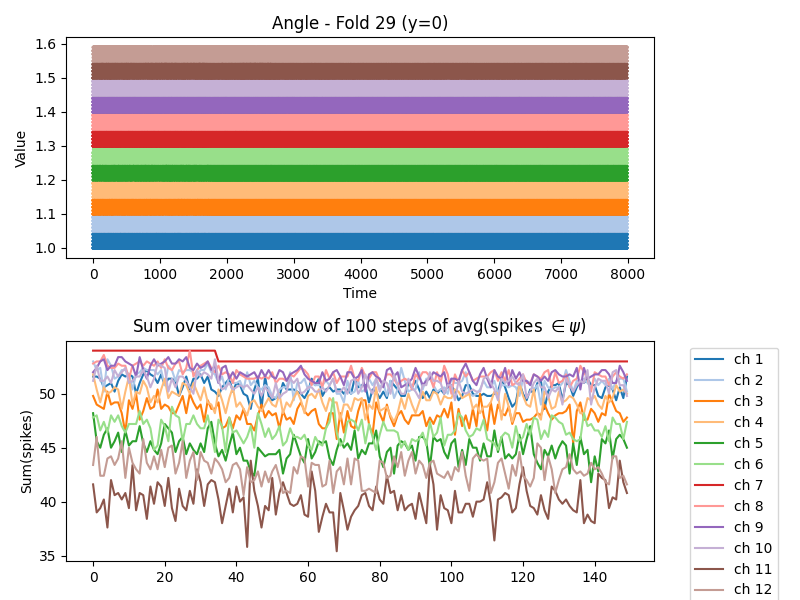 Angle - Fold 29 (y=0)
Value
1.6
1.5
1.4
1.3
1.2
1.1
1.0
0 1000 2000 3000 4000 5000 6000 7000 8000
Time
Sum over timewindow of 100 steps of avg(spikes ∈ ψ)
Sum(spikes)
50
45
40
35
0 20 40 60 80 100 120 140
ch 1
ch 2
ch 3
ch 4
ch 5
ch 6
ch 7
ch 8
ch 9
ch 10
ch 11
ch 12